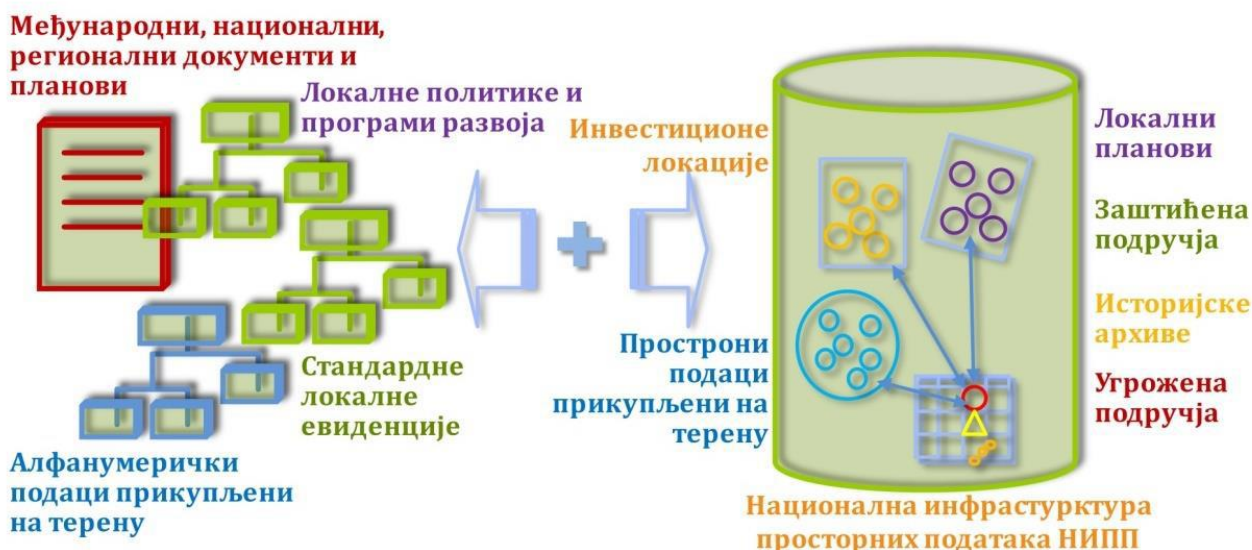 Међународни, национални,
регионални документи и
планови
Локалне политике и
програми развоја
Стандардне
локалне
евиденције
Алфанумерички
подаци прикупљени
на терену
Инвестиционе
локације
Прострони
подаци
прикупљени на
терену
Локални
планови
Заштићена
подручја
Историјске
архиве
Угрожена
подручја
Национална инфрастурктура
просторних података НИПП